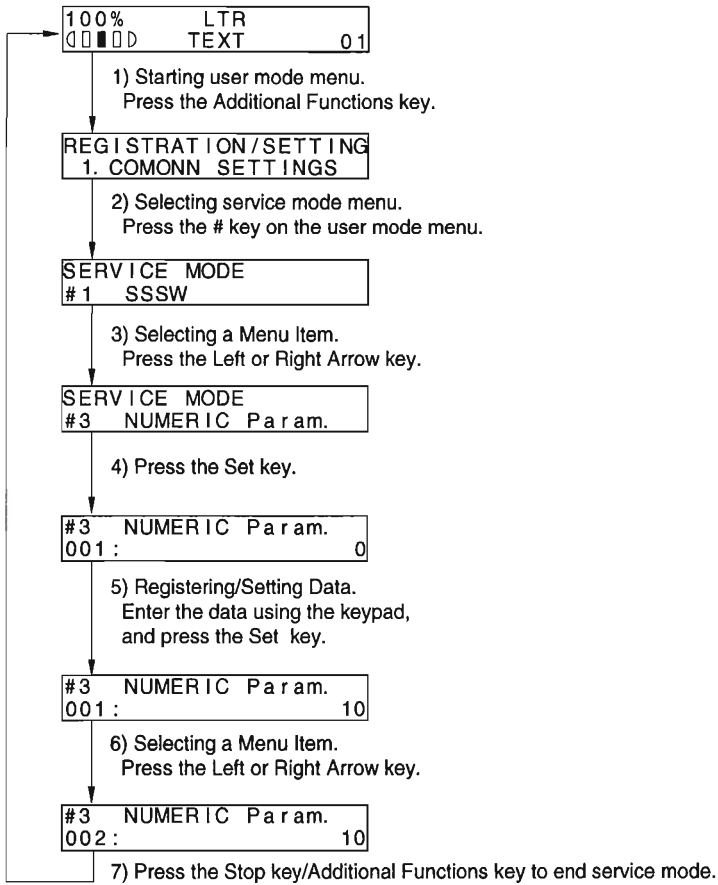 100% LTR
TEXT 01
1) Starting user mode menu.
Press the Additional Functions key.
REGISTRATION/SETTING
1. COMONN SETTINGS
2) Selecting service mode menu.
Press the # key on the user mode menu.
SERVICE MODE
#1 SSSW
3) Selecting a Menu Item.
Press the Left or Right Arrow key.
SERVICE MODE
#3 NUMERIC Param.
4) Press the Set key.
#3 NUMERIC Param.
001: 0
5) Registering/Setting Data.
Enter the data using the keypad,
and press the Set key.
#3 NUMERIC Param.
001: 10
6) Selecting a Menu Item.
Press the Left or Right Arrow key.
#3 NUMERIC Param.
002: 10
7) Press the Stop key/Additional Functions key to end service mode.